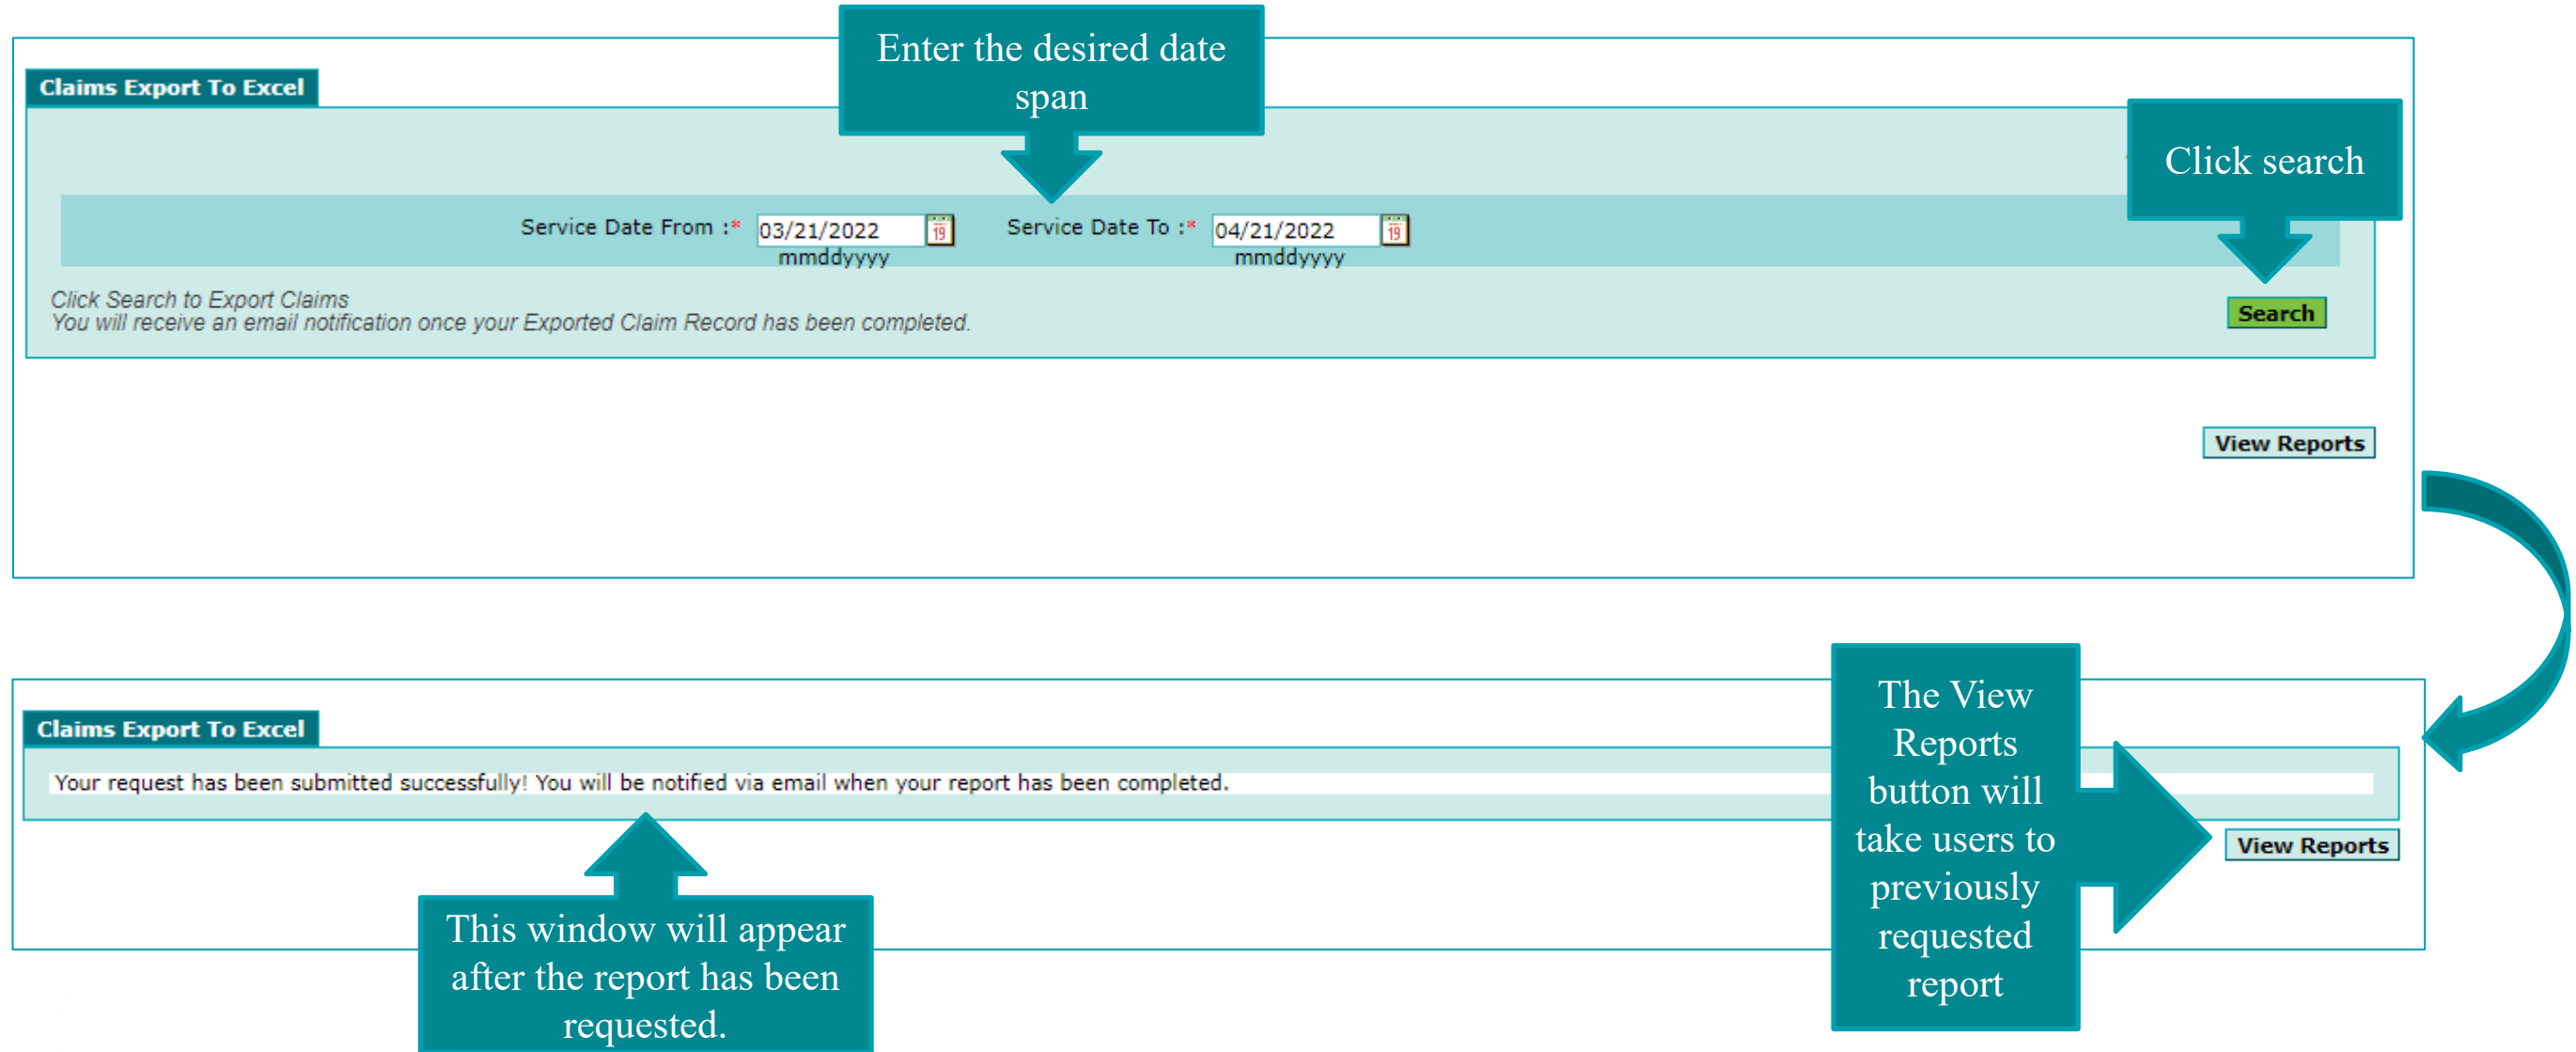 Enter the desired date
span
Claims Export To Excel
Click search
Service Date From :* 03/21/2022 19 Service Date To :* 04/21/2022 19
mmddyyyy mmddyyyy
Click Search to Export Claims
You will receive an email notification once your Exported Claim Record has been completed.
Search
View Reports
Claims Export To Excel
Your request has been submitted successfully! You will be notified via email when your report has been completed.
The View
Reports
button will
take users to
previously
requested
report
View Reports
This window will appear
after the report has been
requested.